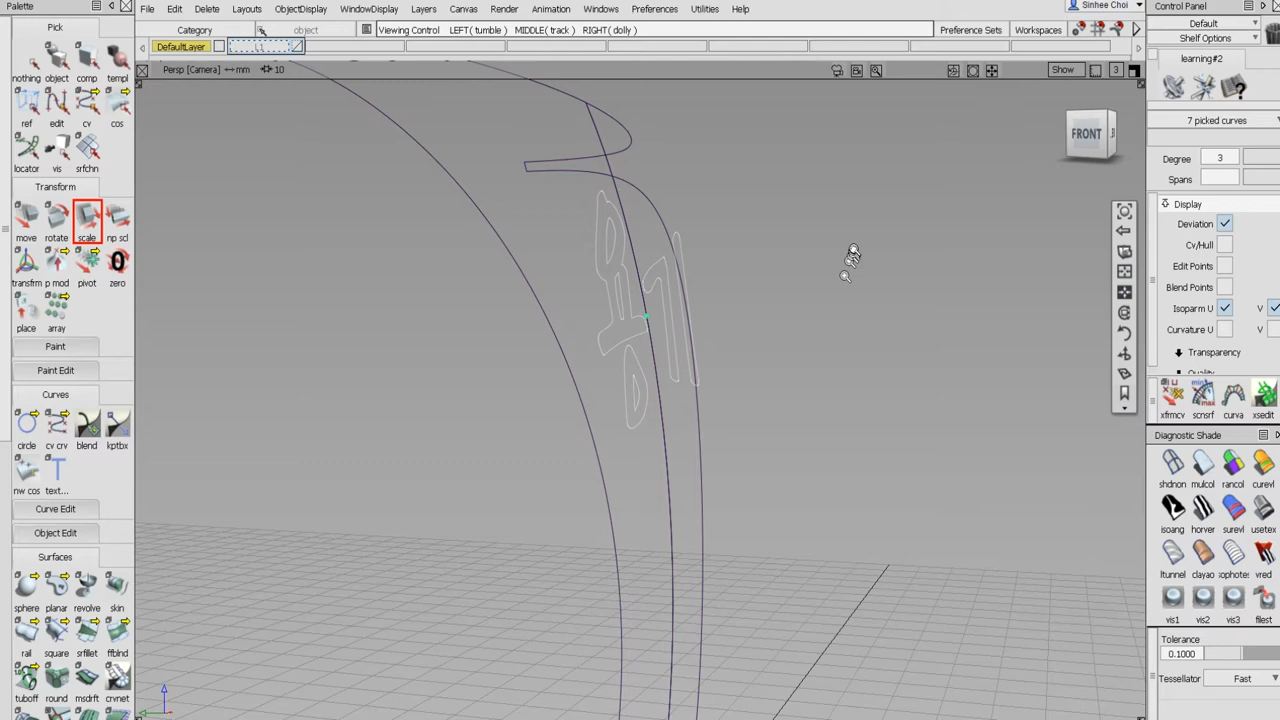 Palette
File Edit Delete Layouts ObjectDisplay WindowDisplay Layers Canvas Render Animation Windows Preferences Utilities
Sinhee Choi
Control Panel
Category object Viewing Control LEFT( tumble ) MIDDLE( track ) RIGHT( dolly ) Preference Sets Workspaces
Default
Shelf Options
DefaultLayer L1
Persp [Camera] mm 10 Show 3
learning#2
Pick
nothing object comp templ
ref edit cv cos
locator vis srfchn
Transform
move rotate scale np scl
transfrm p mod pivot zero
place array
Paint
Paint Edit
Curves
circle cv crv blend kptbx
nw cos text...
Curve Edit
Object Edit
Surfaces
sphere planar revolve skin
rail square srfillet ffblnd
tuboff round msdrft crvnet
FRONT
7 picked curves
Degree 3
Spans
Display
Deviation
Cv/Hull
Edit Points
Blend Points
Isoparm U V
Curvature U
Transparency
xfrmcv scnsrf curva xsedit
Diagnostic Shade
shdnon mulcol rancol curevl
isoang horver surevl usetex
ltunnel clayao sophotes vred
vis1 vis2 vis3 filest
Tolerance
0.1000
Tessellator Fast